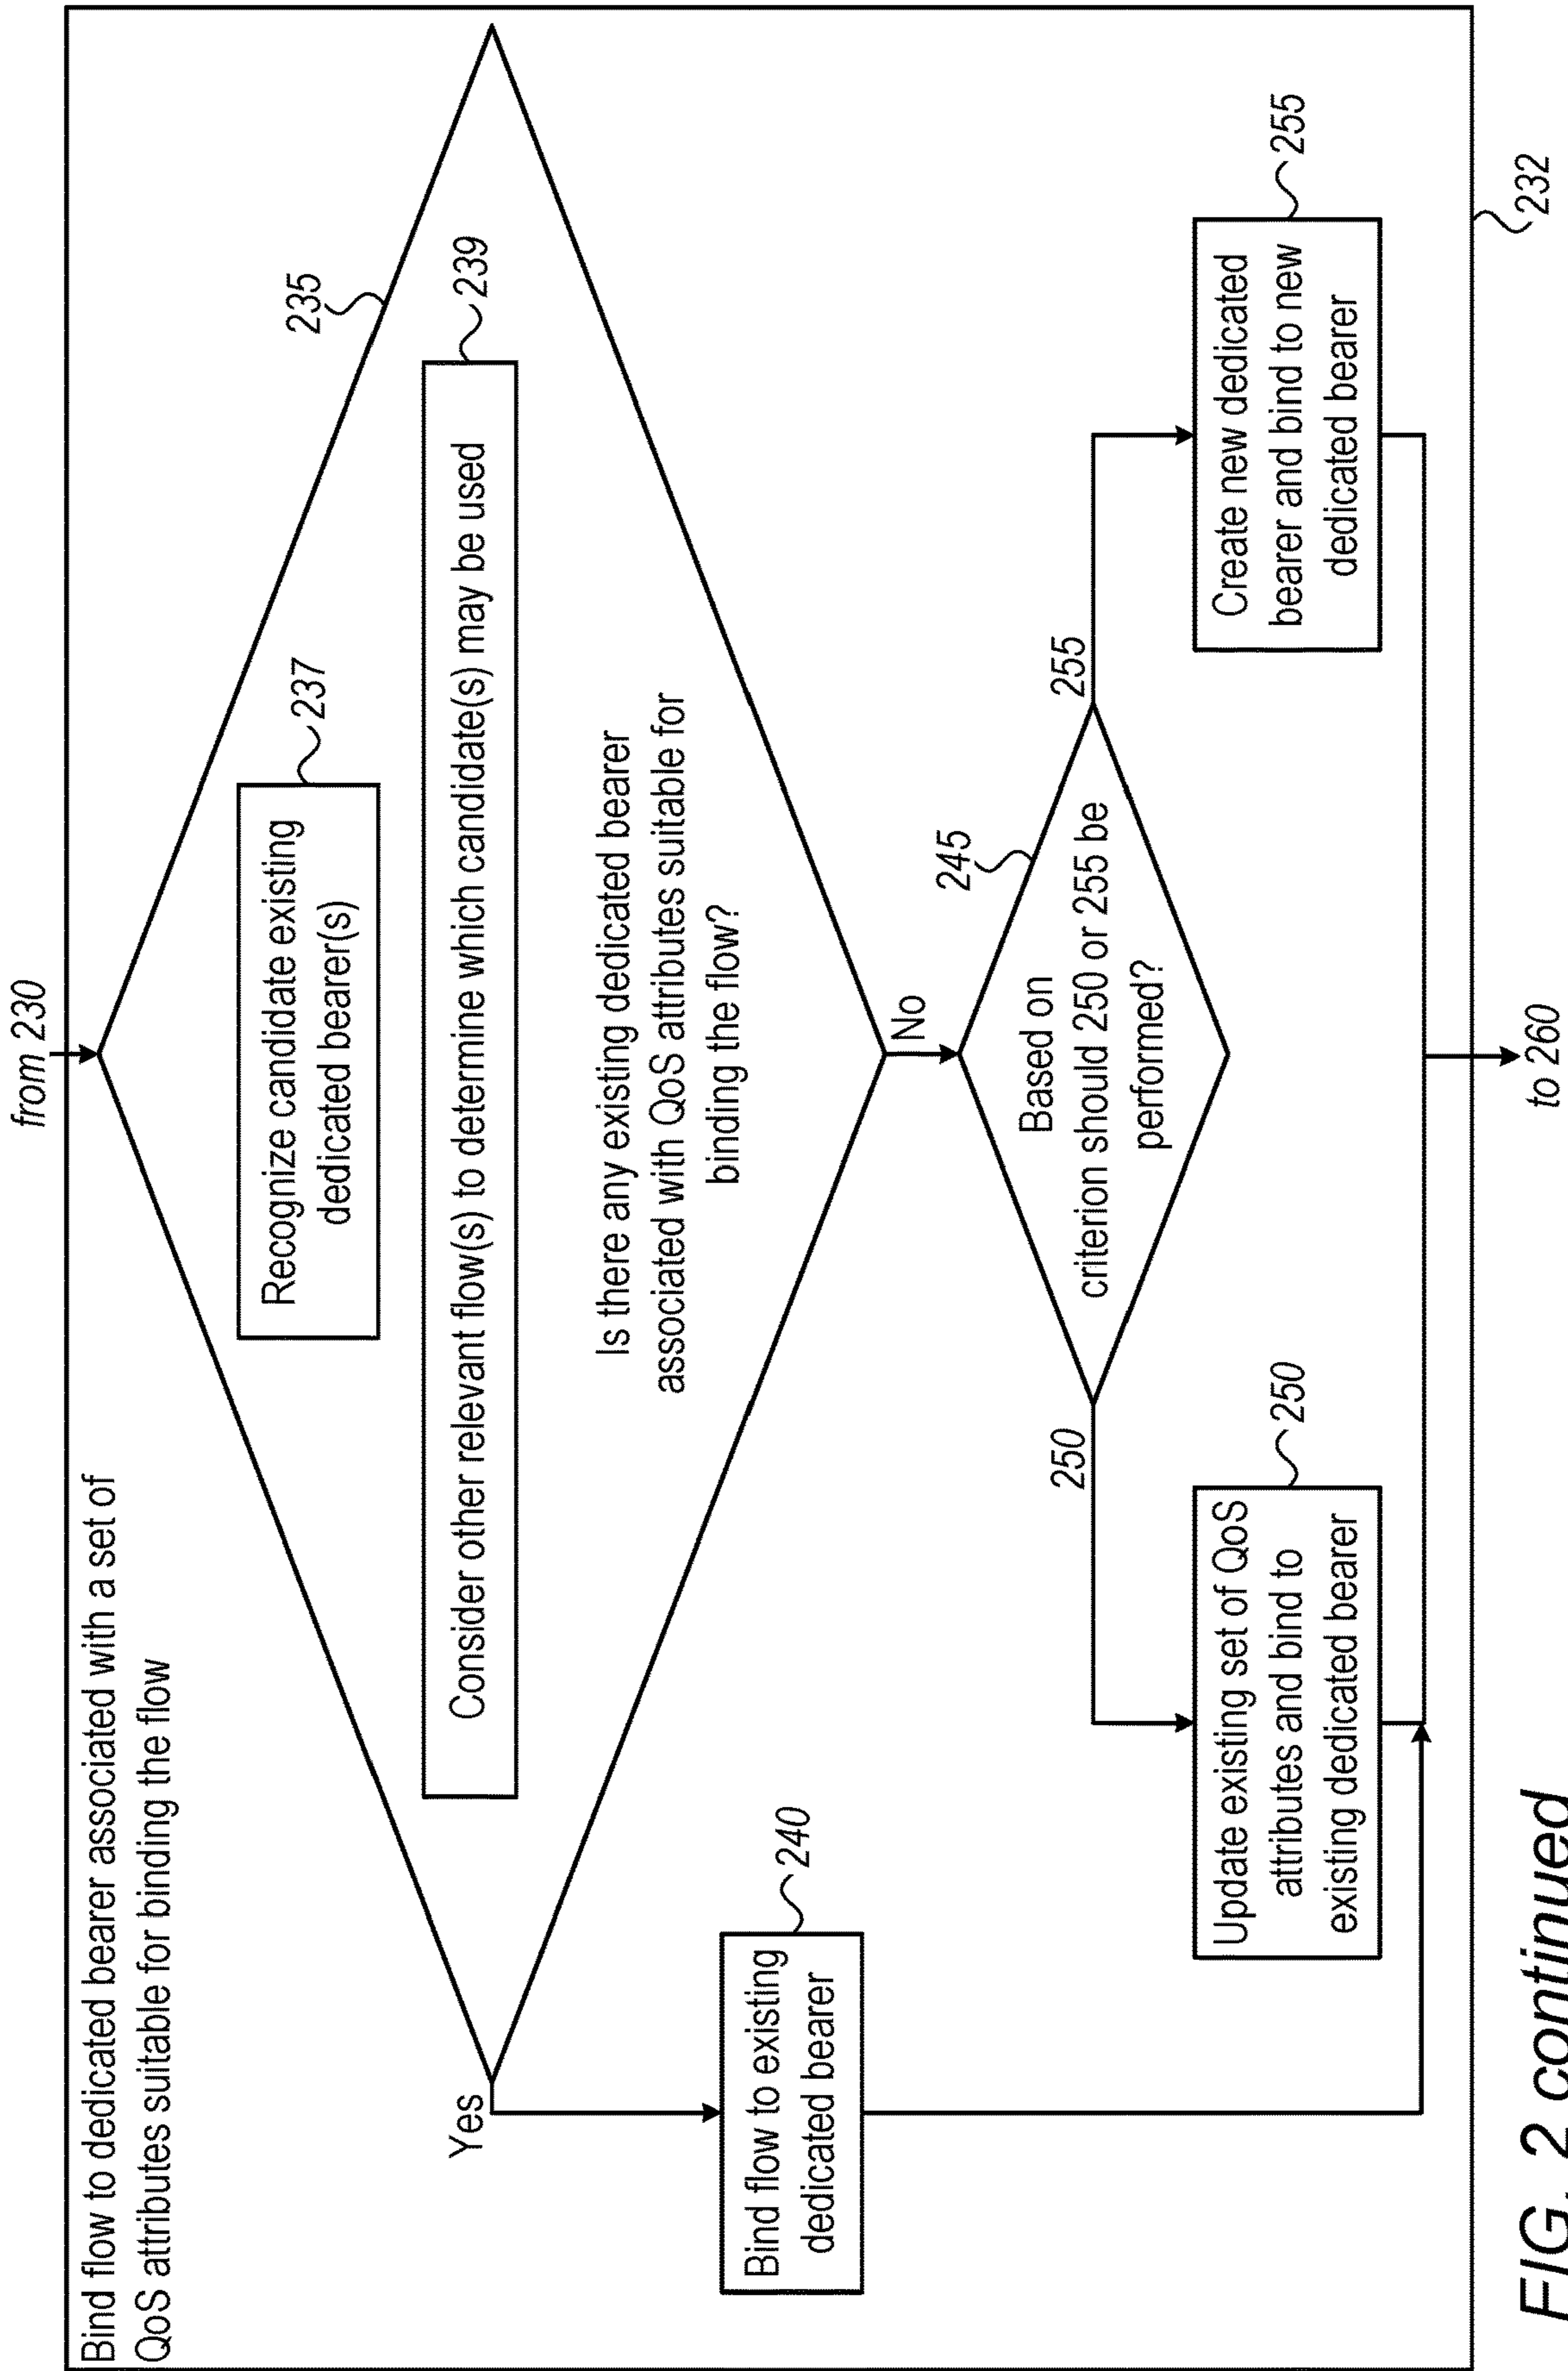 from 230
Bind flow to dedicated bearer associated with a set of
QoS attributes suitable for binding the flow
235
Recognize candidate existing
dedicated bearer(s)
237
Consider other relevant flow(s) to determine which candidate(s) may be used
239
Is there any existing dedicated bearer
associated with QoS attributes suitable for
binding the flow?
Yes
No
Bind flow to existing
dedicated bearer
240
245
Based on
criterion should 250 or 255 be
performed?
250
255
Update existing set of QoS
attributes and bind to
existing dedicated bearer
250
Create new dedicated
bearer and bind to new
dedicated bearer
255
232
to 260
FIG. 2 continued